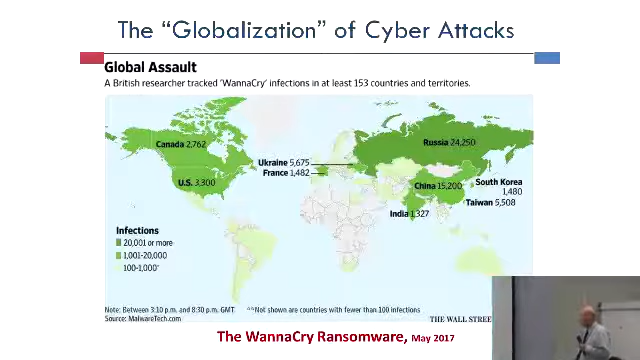 The “Globalization” of Cyber Attacks
Global Assault
A British researcher tracked 'WannaCry' infections in at least 153 countries and territories.
Canada 2,762
Russia 24,250
Ukraine 5,675
France 1,482
U.S. 3,300
China 15,200
South Korea
1,480
Taiwan 5,508
India 1,327
Infections
20,001 or more
1,001-20,000
100-1,000*
Note: Between 3:10 p.m. and 8:30 p.m. GMT. *Not shown are countries with fewer than 100 infections
Source: MalwareTech.com
THE WALL STREE
The WannaCry Ransomware, May 2017